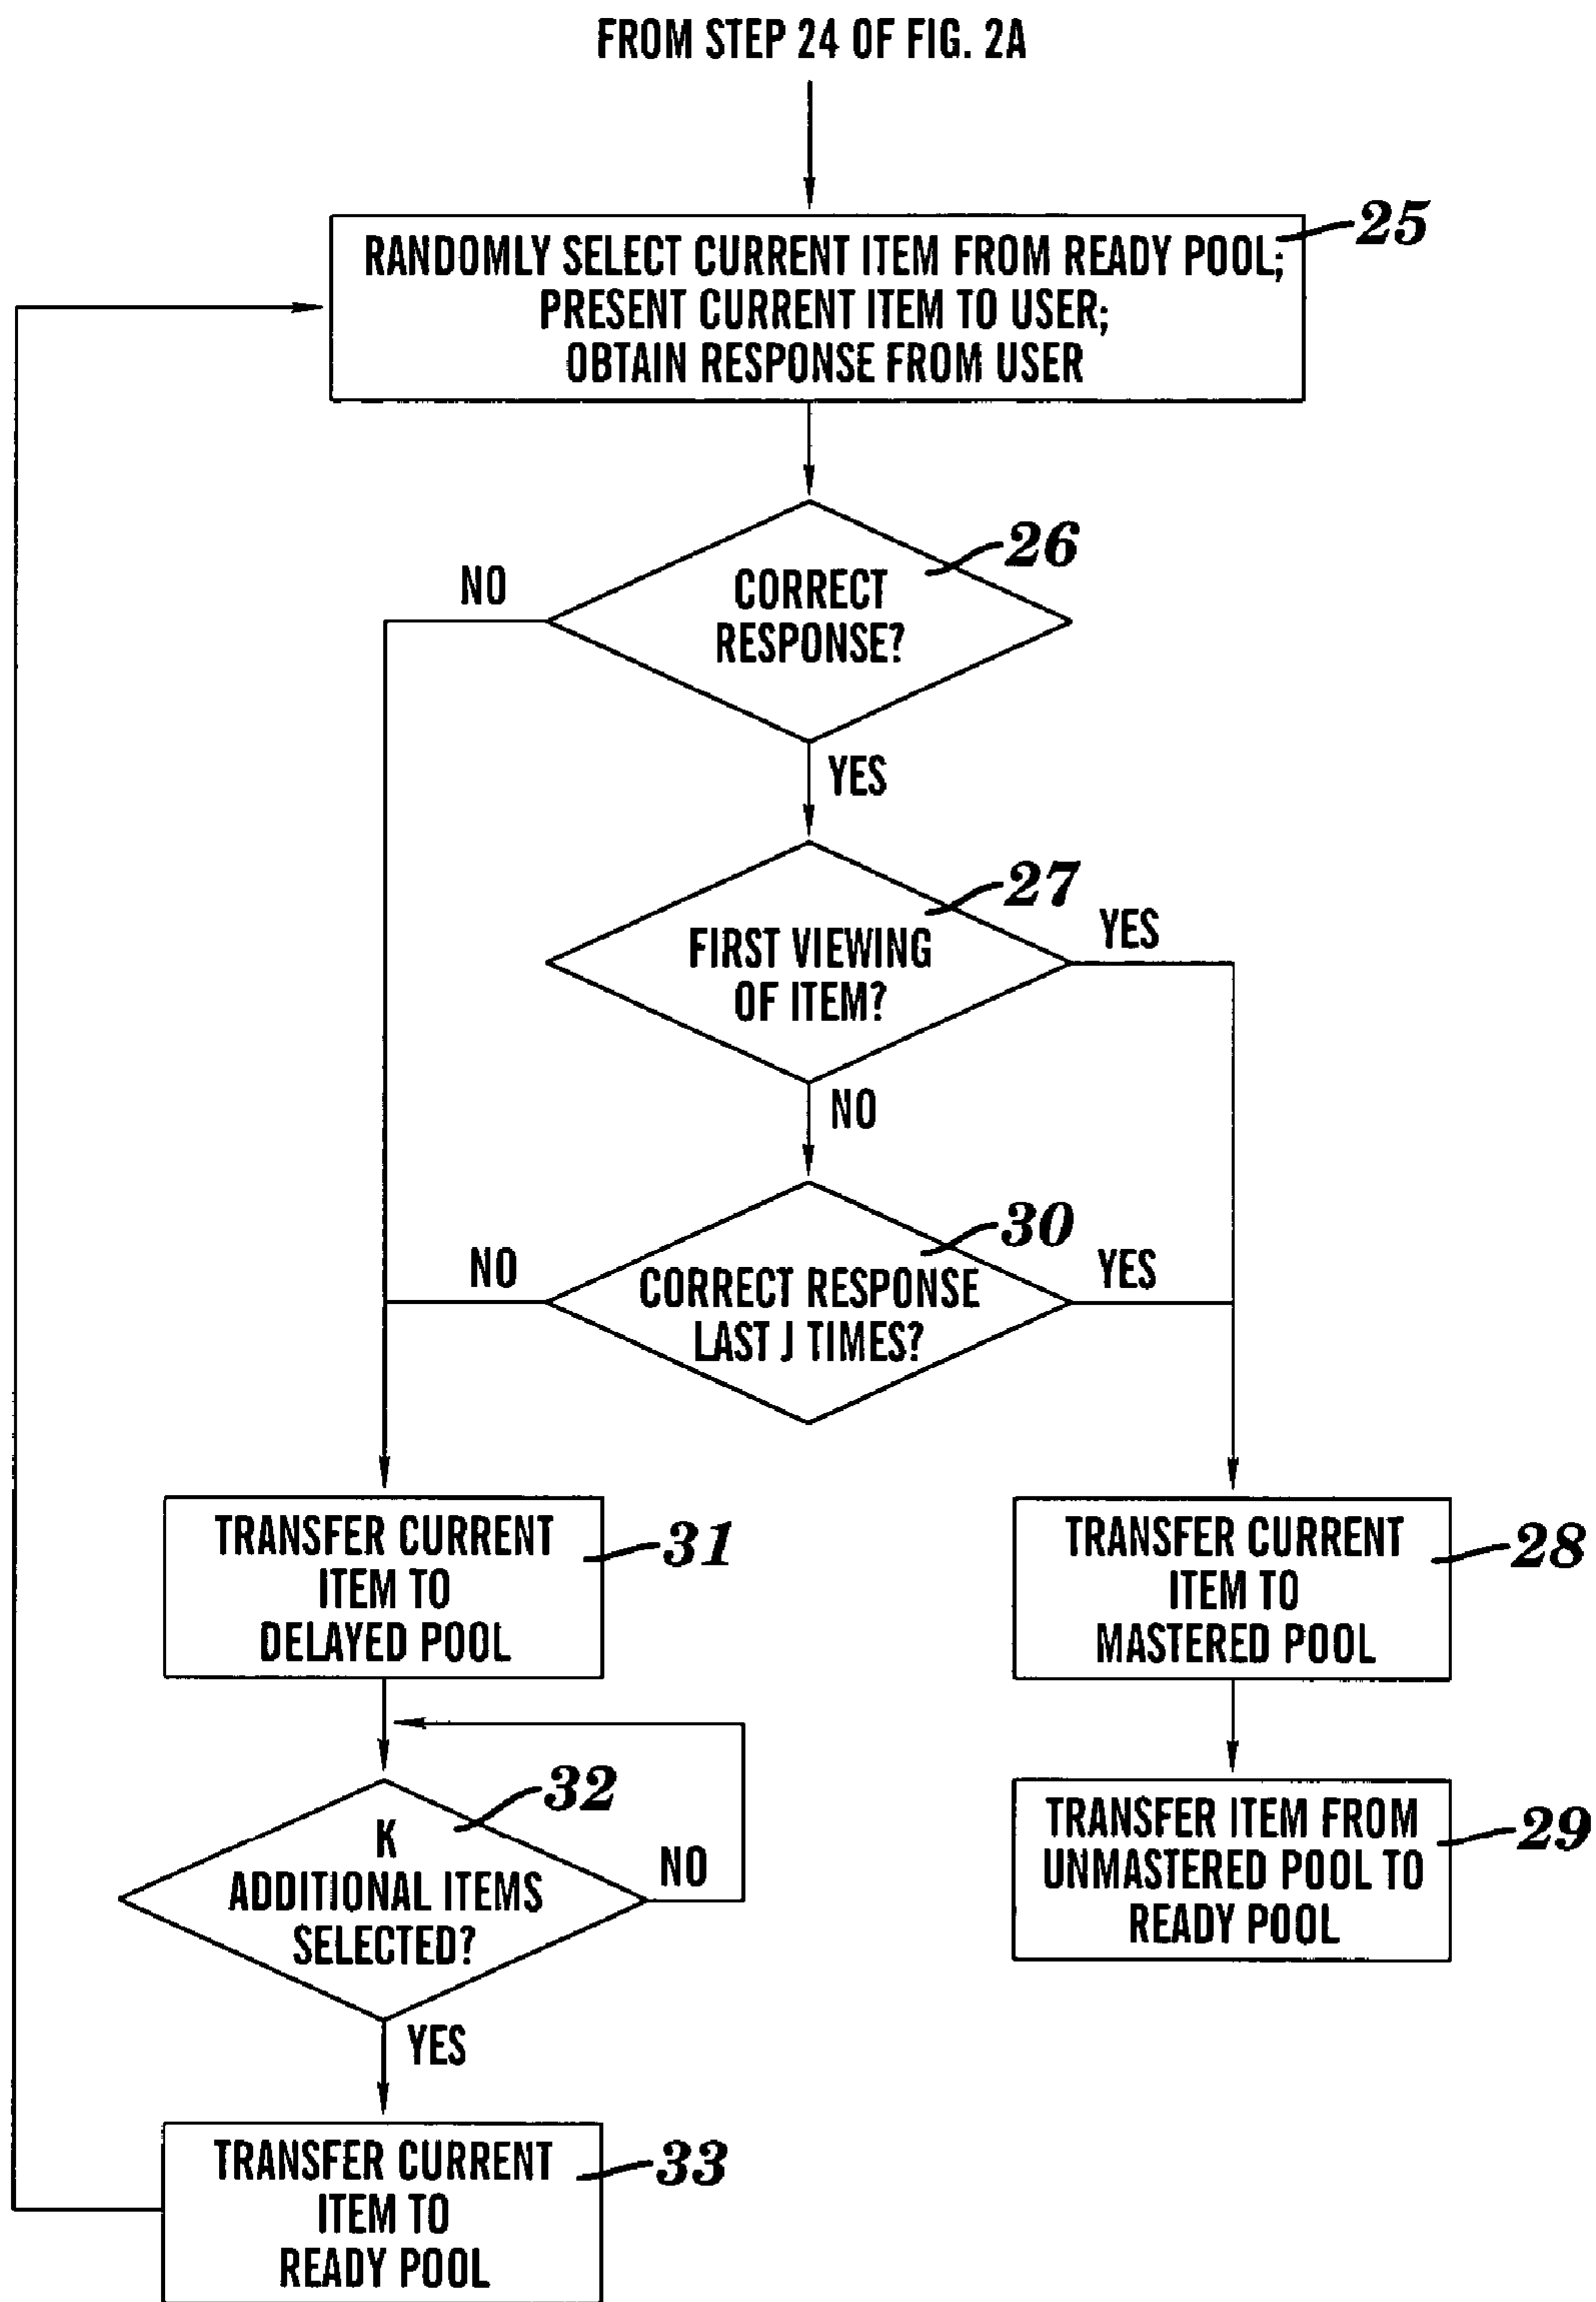 FROM STEP 24 OF FIG. 2A
25
RANDOMLY SELECT CURRENT ITEM FROM READY POOL;
PRESENT CURRENT ITEM TO USER;
OBTAIN RESPONSE FROM USER
26
NO
CORRECT
RESPONSE?
YES
27
YES
FIRST VIEWING
OF ITEM?
NO
30
NO
YES
CORRECT RESPONSE
LAST J TIMES?
TRANSFER CURRENT
ITEM TO
DELAYED POOL
31
TRANSFER CURRENT
ITEM TO
MASTERED POOL
28
32
K
ADDITIONAL ITEMS
SELECTED?
NO
TRANSFER ITEM FROM
UNMASTERED POOL TO
READY POOL
29
YES
TRANSFER CURRENT
ITEM TO
READY POOL
33